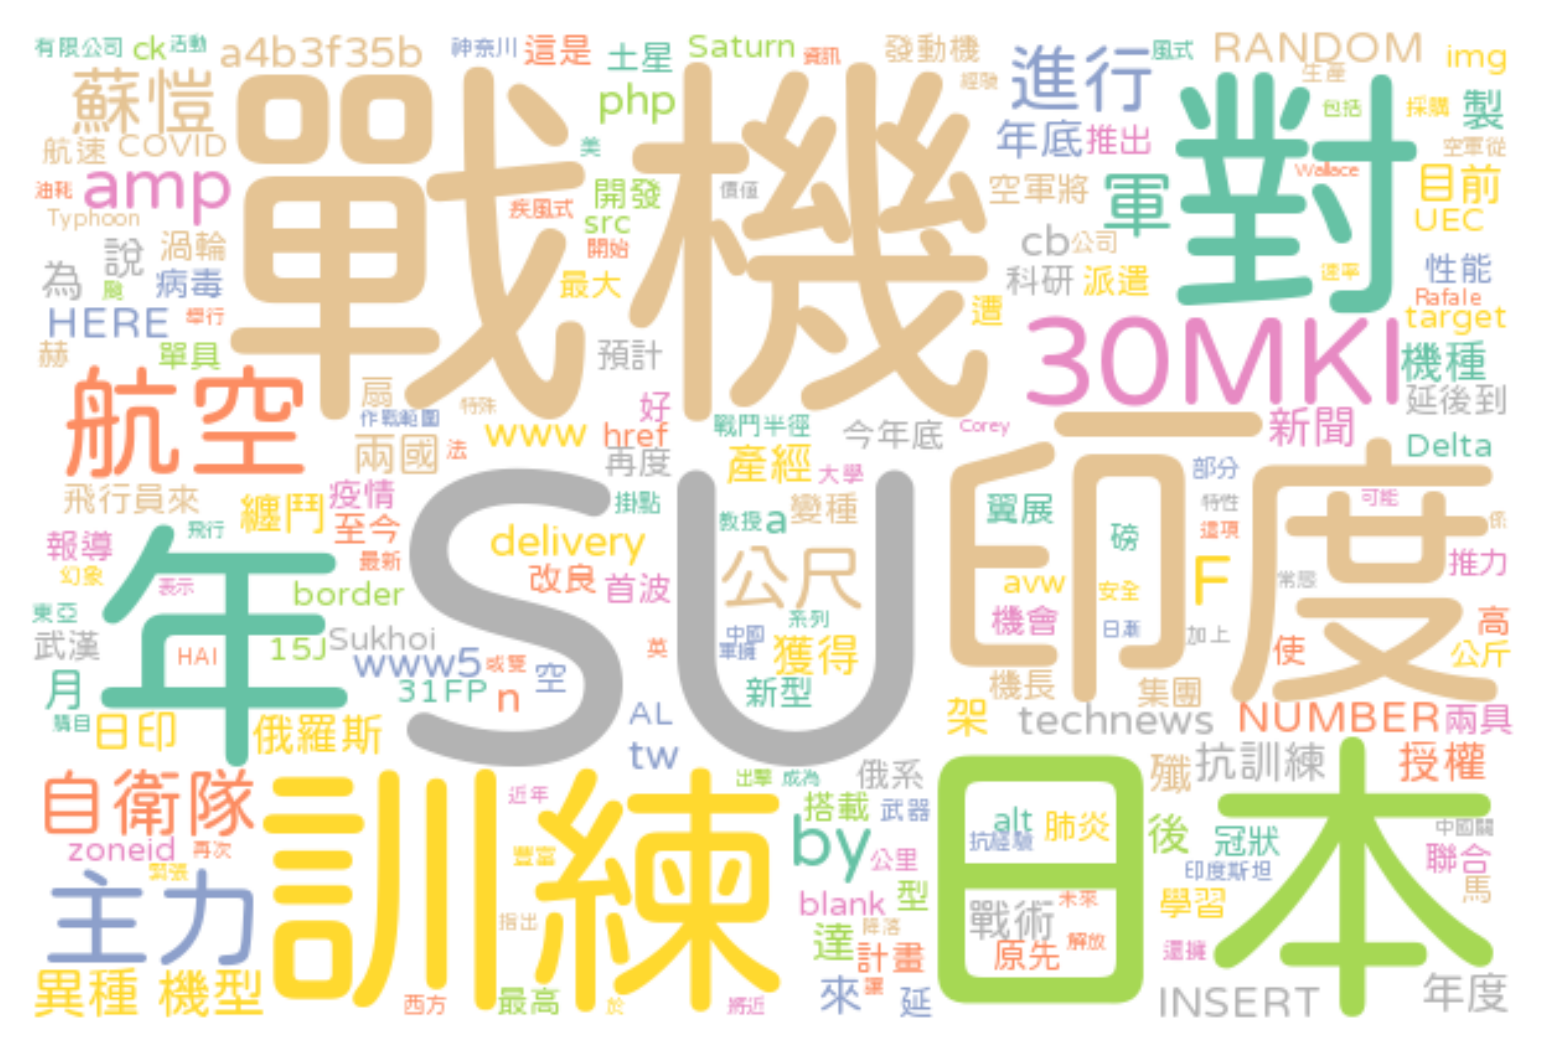 有限公司 ck 活動 a4b3f35b 神奈川 這是 土星 Saturn 資訊 發動機 進行 風式 RANDOM img
蘇愷 戰機 php 經驗 生產 對 包括 採購 製
航速 COVID 美 年底 推出 空軍從
油耗 amp 疾風式 開發 價值 空軍將 軍 Wallace 目前
Typhoon src UEC
為 說 渦輪 開始 cb 公司
颱 病毒 最大 科研 派遣 速率 性能
HERE 舉行 遭 Rafale target
赫 單具 預計 30MKI 機種
航空 扇 作戰範圍 特殊 好 延後到
兩國 法 www href 戰鬥半徑 今年底 Corey 印度 新聞 Delta
再度 產經 大學 部分
飛行員來 纏鬥 疫情 SU 掛點 教授 a 變種 翼展 特性 可能
報導 年 飛行 至今 delivery 磅 這項 係
幻象 表示 最新 改良 首波 公尺 avw 安全 F 常態 推力
東亞 border 系列 機會 日漸 加上 高
武漢 HAI 15J Sukhoi 英 中國 軍擁 獲得 使 公斤
月 www5 或雙 31FP n 空 新型 機長 集團
矚目 日印 俄羅斯 AL 架 technews NUMBER 兩具
tw 抗訓練 授權
自衛隊 訓練 近年 出擊 成為 俄系 日本 殲
zoneid 再次 搭載 武器 alt 肺炎 後 冠狀 中國關
緊張 豐富 by 公里 抗經驗 印度斯坦 聯合
主力 指出 blank 型 戰術 未來 學習 馬
達 降落 計畫 原先 解放 還擁
異種 機型 西方 最高 於 將近 來 讓 延 INSERT 年度